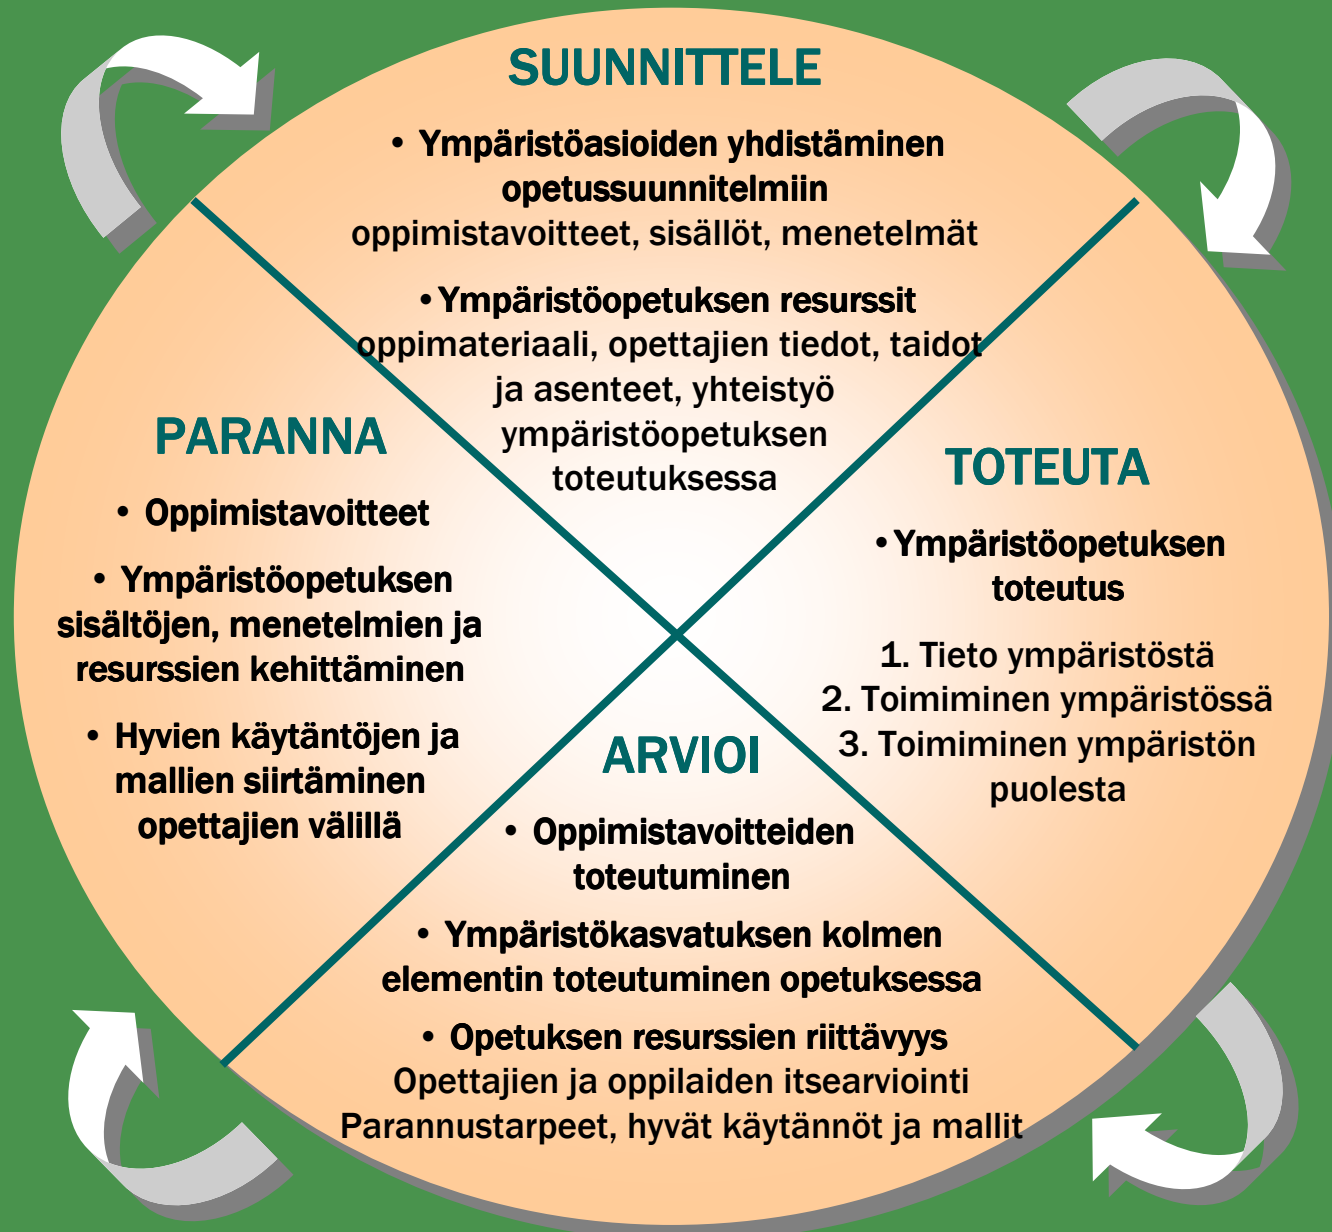 SUUNNITTELE
• Ympäristöasioiden yhdistäminen
opetussuunnitelmiin
oppimistavoitteet, sisällöt, menetelmät
•Ympäristöopetuksen resurssit
oppimateriaali, opettajien tiedot, taidot
ja asenteet, yhteistyö
ympäristöopetuksen
toteutuksessa
TOTEUTA
•Ympäristöopetuksen
toteutus
1. Tieto ympäristöstä
2. Toimiminen ympäristössä
3. Toimiminen ympäristön
puolesta
ARVIOI
• Oppimistavoitteiden
toteutuminen
• Ympäristökasvatuksen kolmen
elementin toteutuminen opetuksessa
• Opetuksen resurssien riittävyys
Opettajien ja oppilaiden itsearviointi
Parannustarpeet, hyvät käytännöt ja mallit
PARANNA
• Oppimistavoitteet
• Ympäristöopetuksen
sisältöjen, menetelmien ja
resurssien kehittäminen
• Hyvien käytäntöjen ja
mallien siirtäminen
opettajien välillä